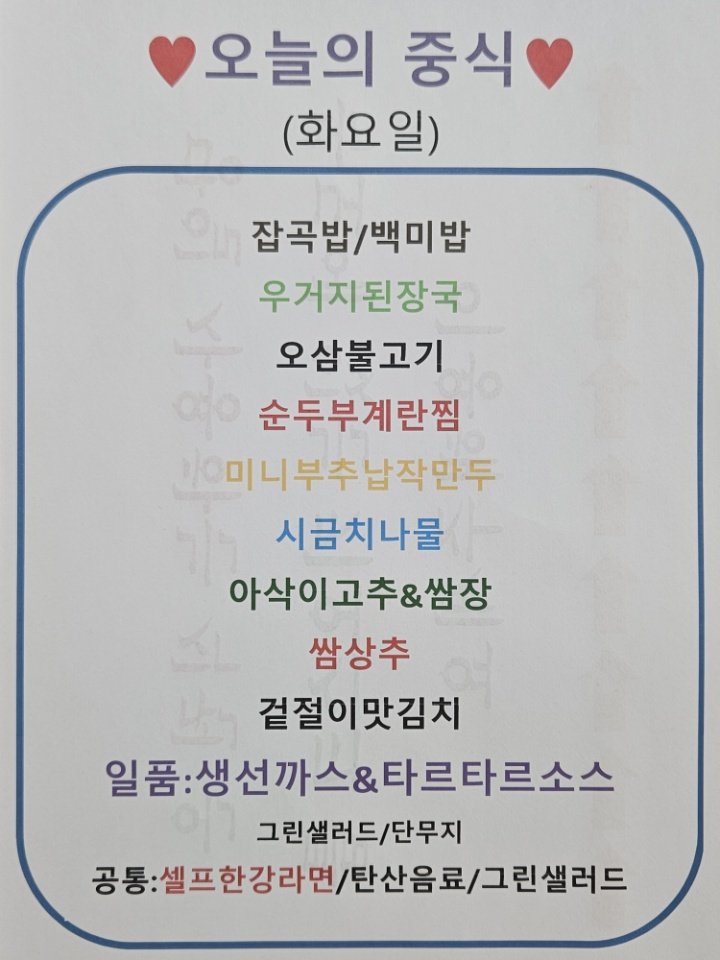 ♥오늘의 중식♥
(화요일)
잡곡밥/백미밥
우거지된장국
오삼불고기
순두부계란찜
미니부추납작만두
시금치나물
아삭이고추&쌈장
쌈상추
겉절이맛김치
일품:생선까스&타르타르소스
그린샐러드/단무지
공통:셀프한강라면/탄산음료/그린샐러드